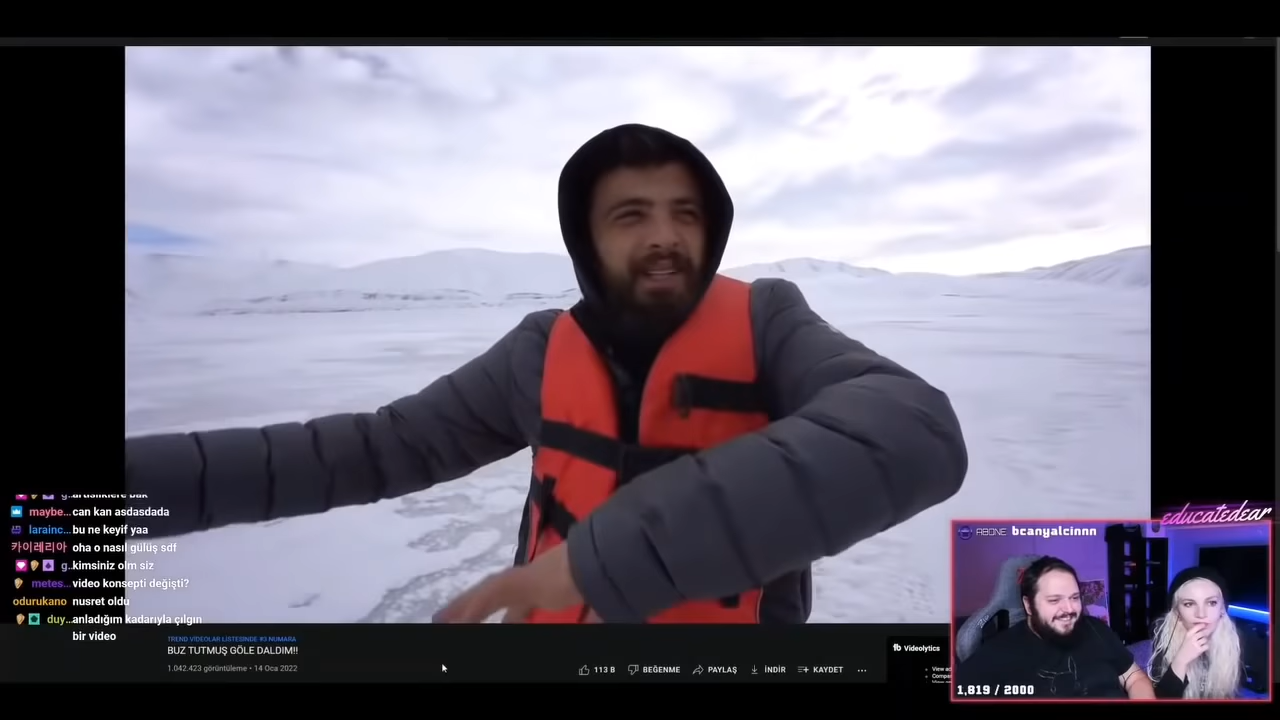 g.. artistliklere bak
maybe... can kan asdasdada
larainc... bu ne keyif yaa
카이레리아 oha o nasıl gülüş sdf
g... kimsiniz olm siz
metes... video konsepti değişti?
odurukano nusret oldu
duy... anladığım kadarıyla çılgın
bir video
educatedear
ABONE bcanyalcinnn
1,819 / 2000
TREND VİDEOLAR LİSTESİNDE #3 NUMARA
BUZ TUTMUŞ GÖLE DALDIM!!
1.042.423 görüntüleme • 14 Oca 2022
113 B BEĞENME PAYLAŞ İNDİR KAYDET ...
Videolytics